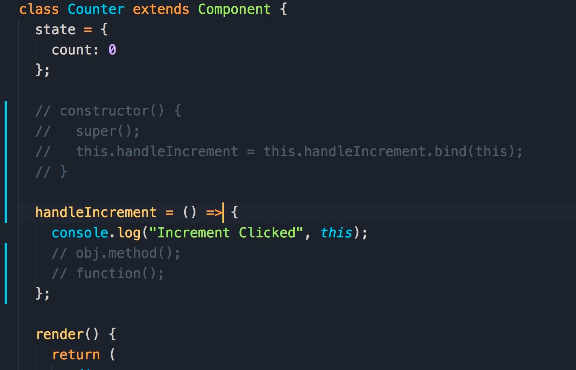 class Counter extends Component {
state = {
count: 0
};
// constructor() {
//   super();
//   this.handleIncrement = this.handleIncrement.bind(this);
// }
handleIncrement = () => {
console.log("Increment Clicked", this);
// obj.method();
// function();
};
render() {
return (